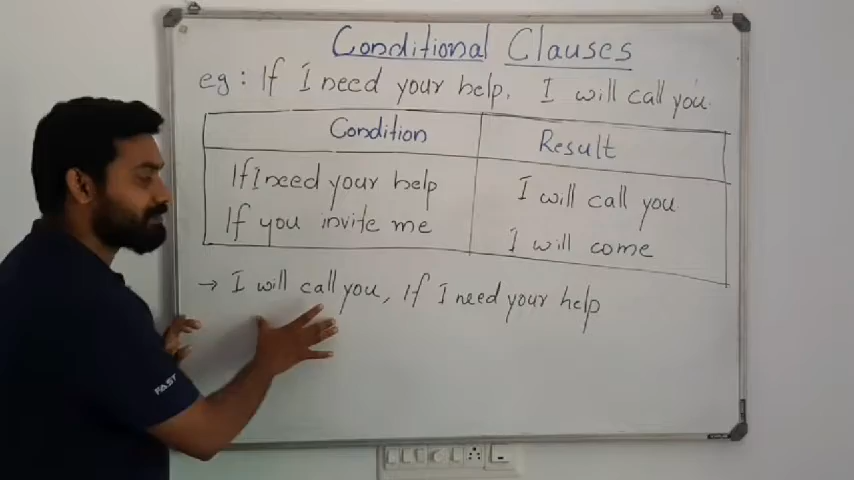 Conditional Clauses
eg: If I need your help, I will call you.
Condition Result
If I need your help I will call you
If you invite me I will come
→ I will call you, If I need your help
FAST